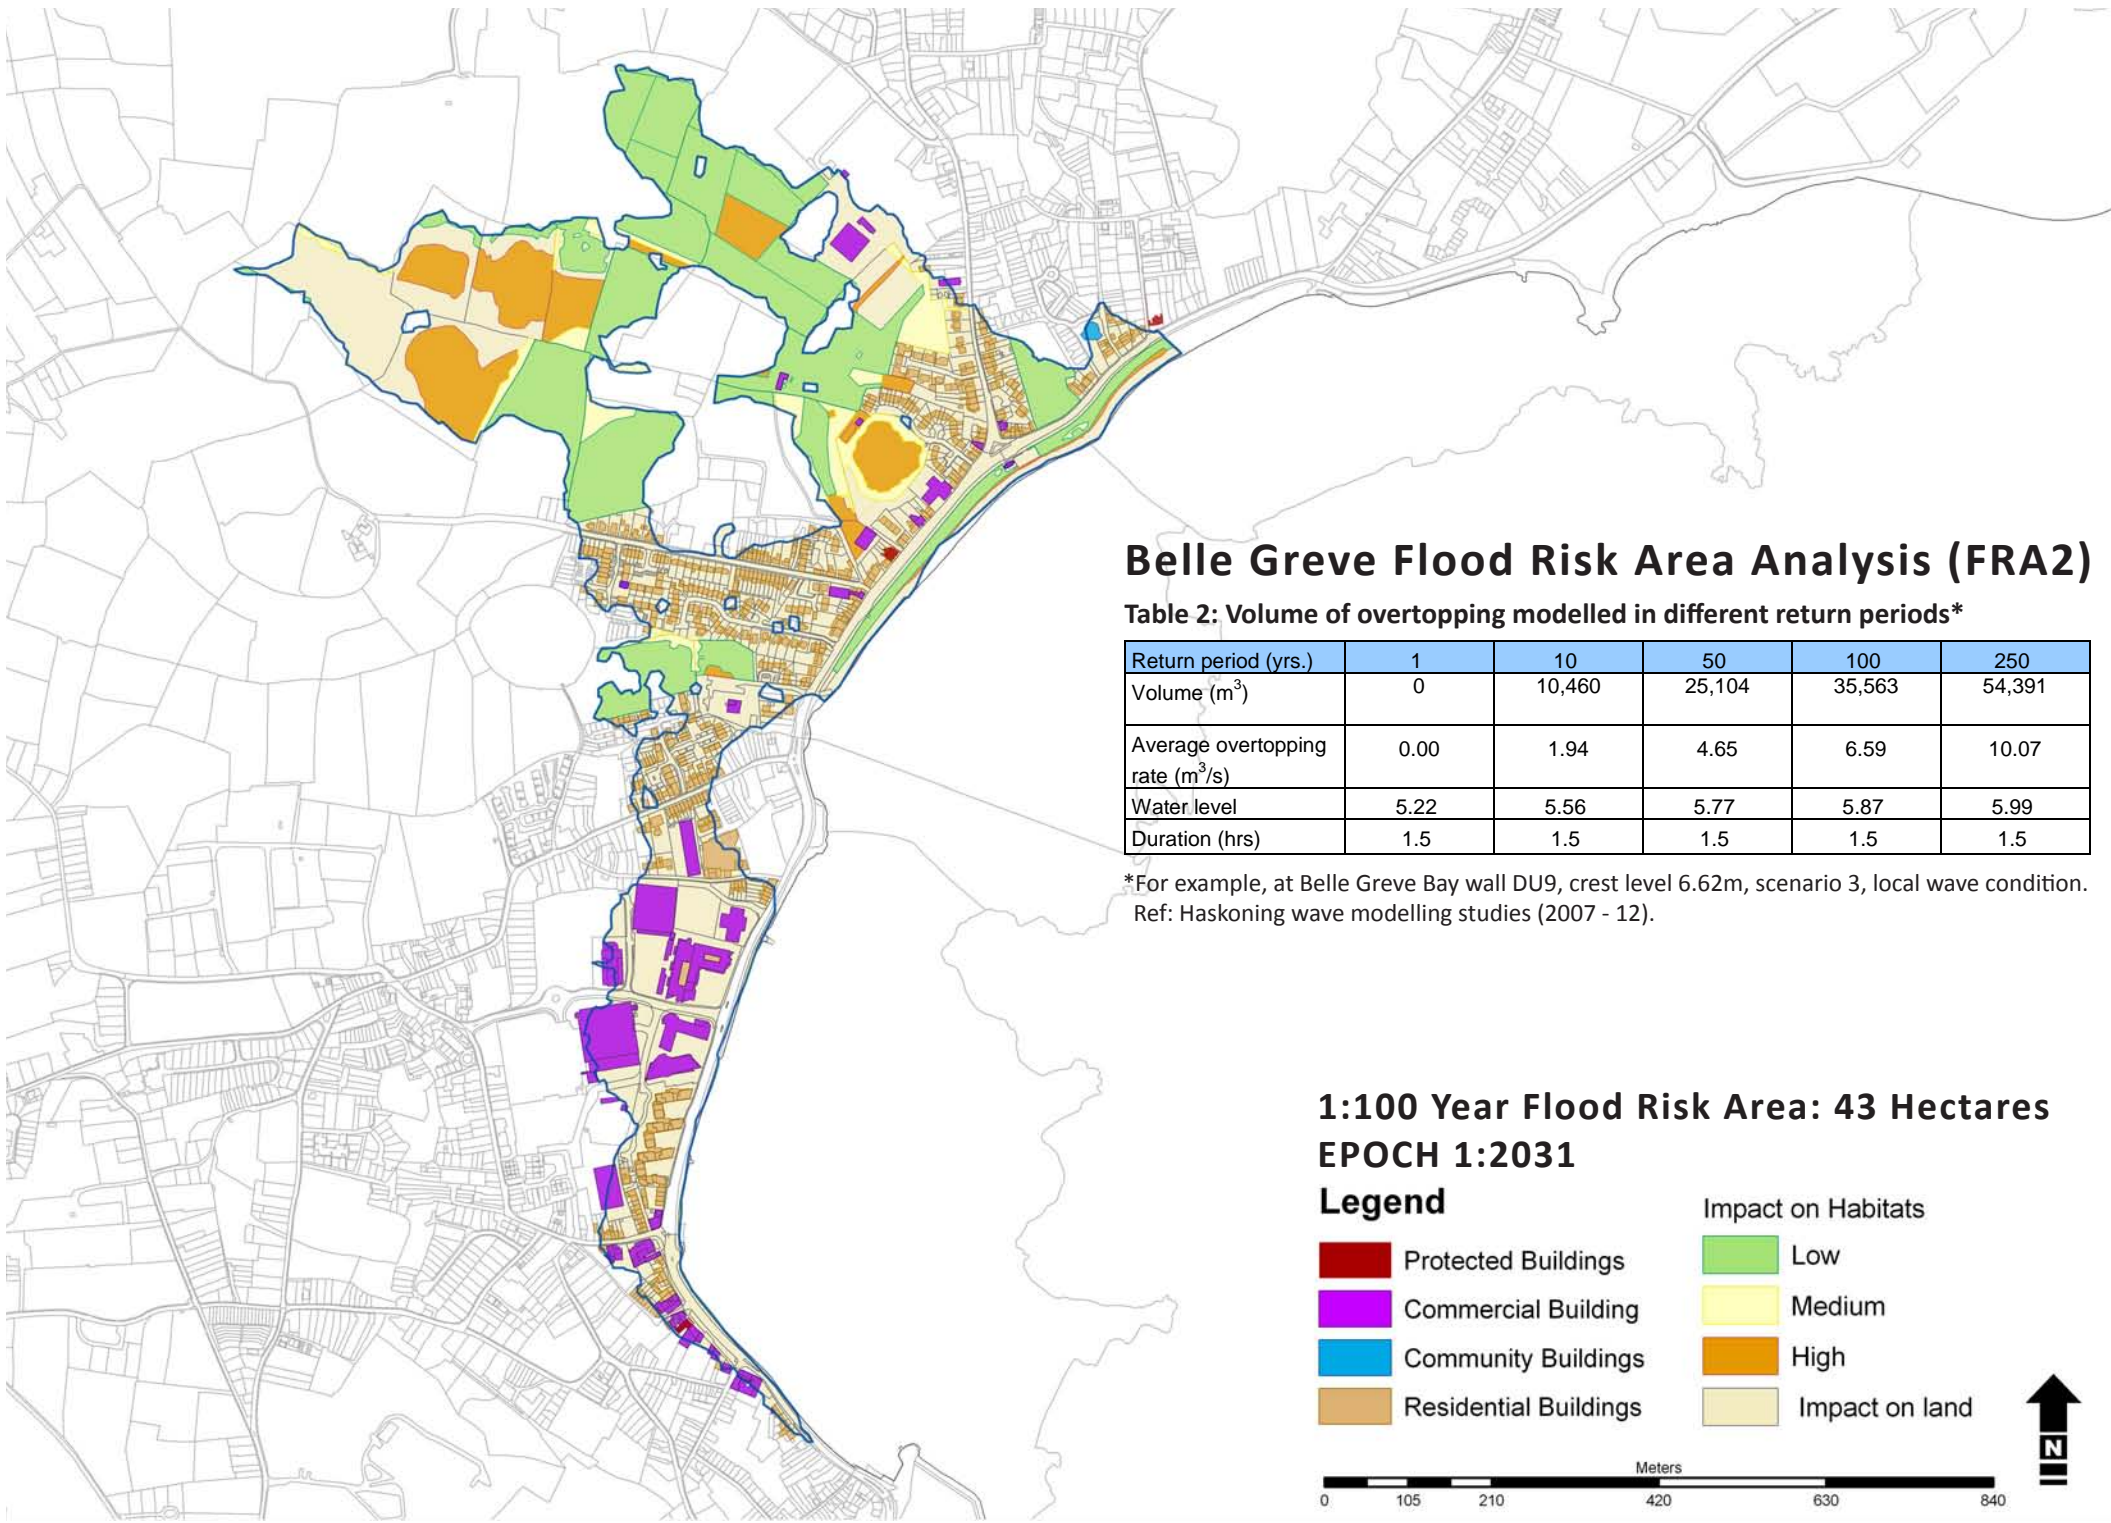 Belle Greve Flood Risk Area Analysis (FRA2)
Table 2: Volume of overtopping modelled in different return periods*
Return period (yrs.) 1 10 50 100 250
Volume (m³) 0 10,460 25,104 35,563 54,391
Average overtopping
rate (m³/s) 0.00 1.94 4.65 6.59 10.07
Water level 5.22 5.56 5.77 5.87 5.99
Duration (hrs) 1.5 1.5 1.5 1.5 1.5
*For example, at Belle Greve Bay wall DU9, crest level 6.62m, scenario 3, local wave condition.
Ref: Haskoning wave modelling studies (2007 - 12).
1:100 Year Flood Risk Area: 43 Hectares
EPOCH 1:2031
Legend
Protected Buildings
Commercial Building
Community Buildings
Residential Buildings
Impact on Habitats
Low
Medium
High
Impact on land
N
Meters
0 105 210 420 630 840